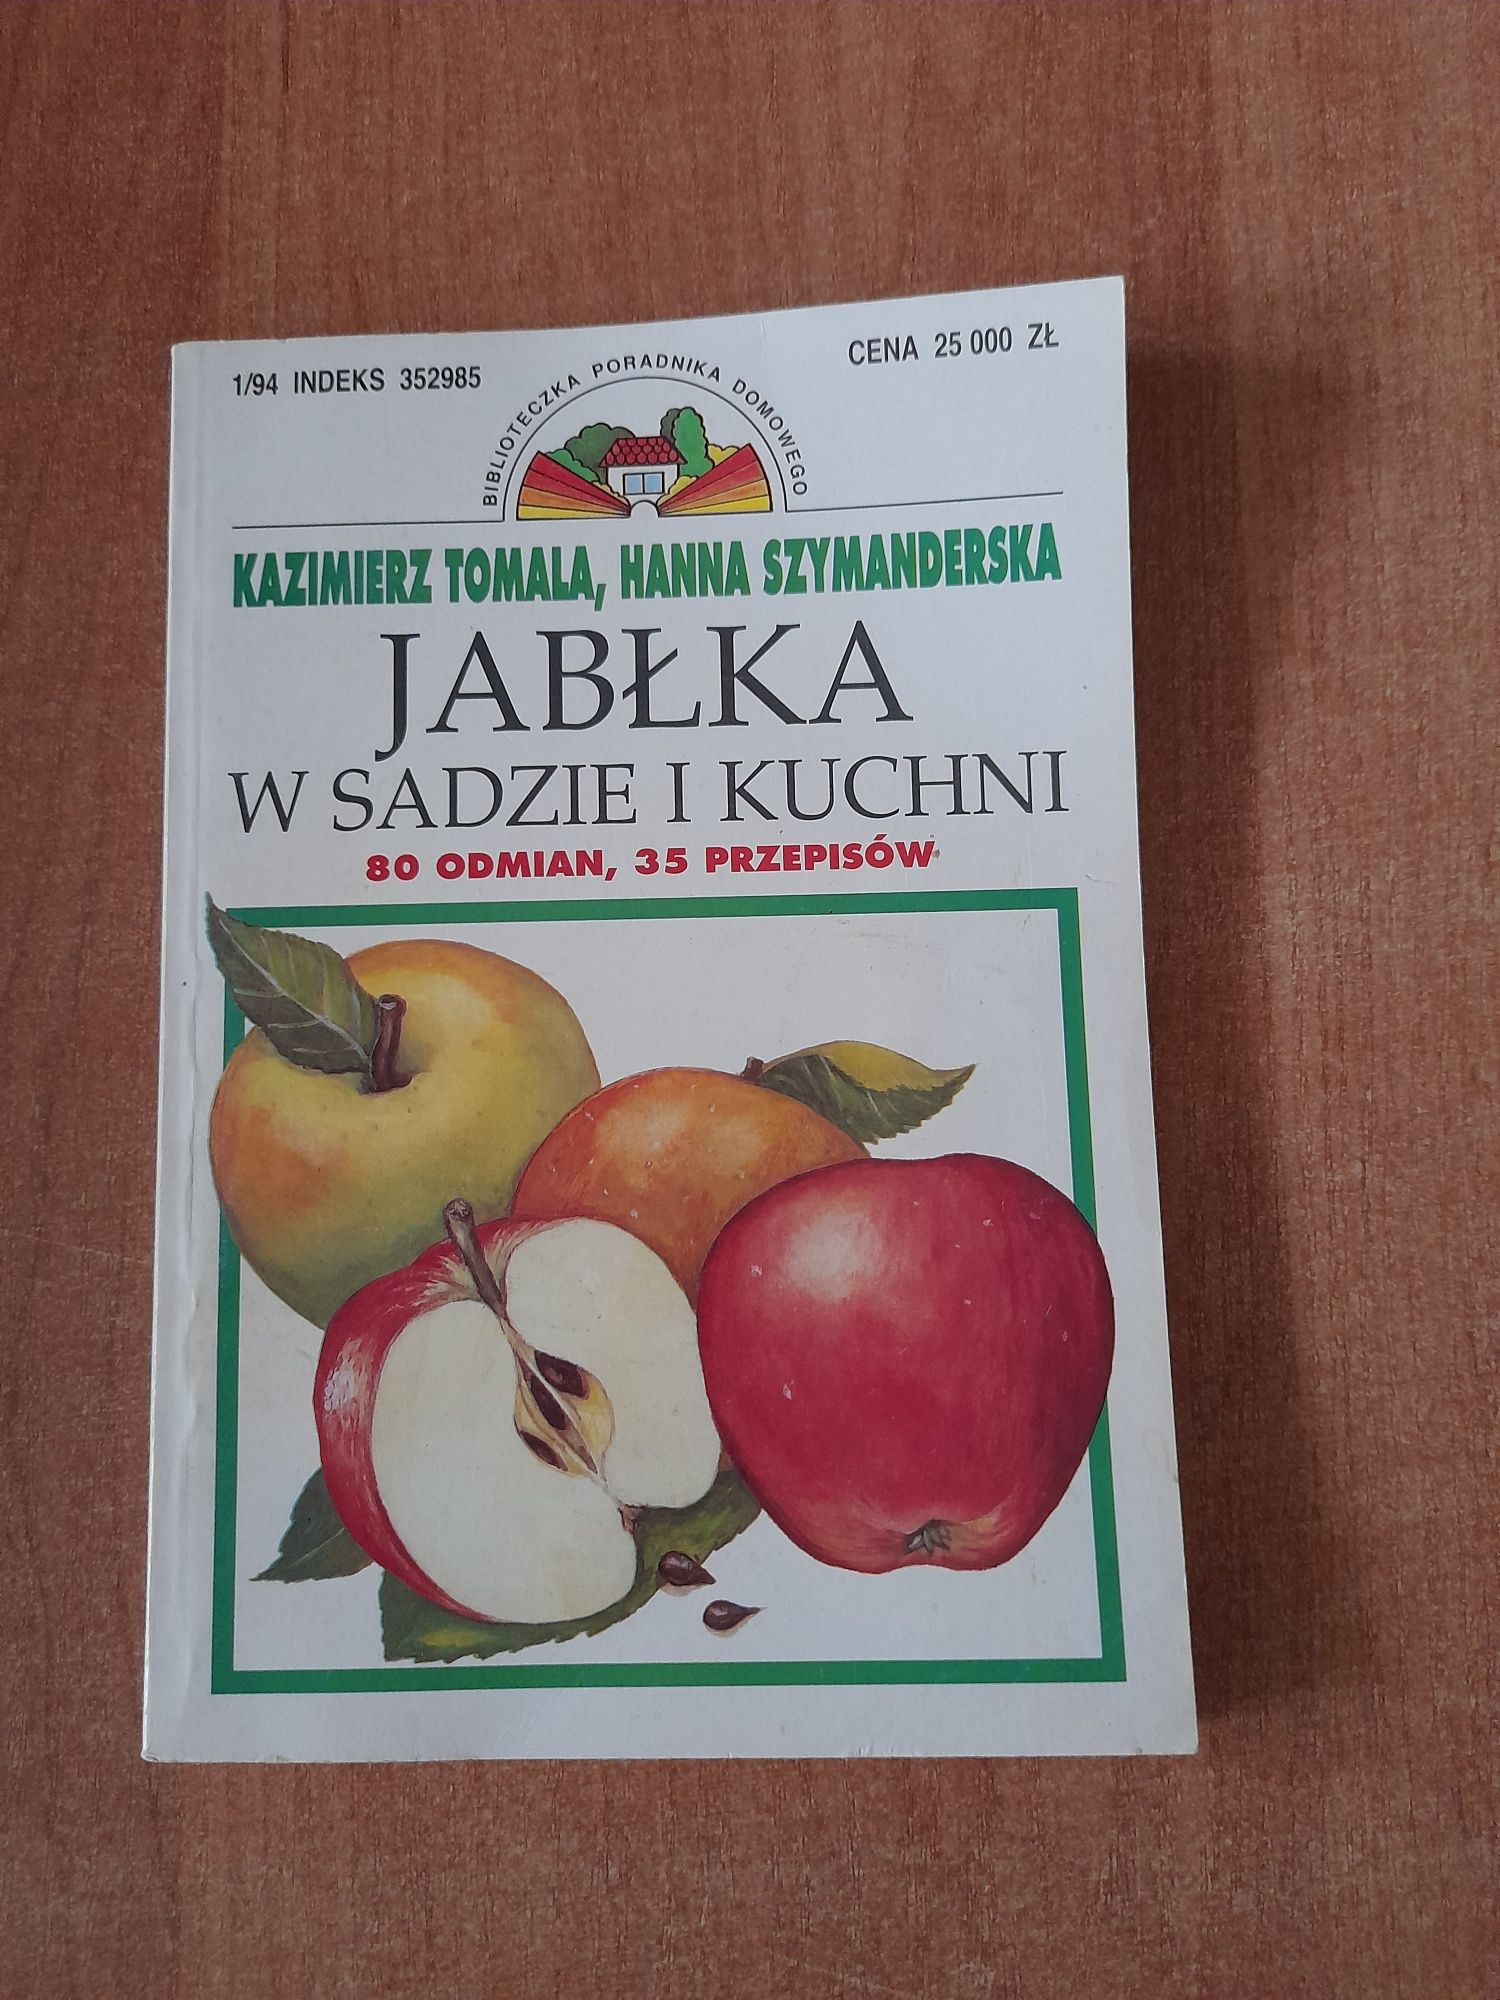 1/94 INDEKS 352985
CENA 25 000 ZŁ
BIBLIOTECZKA PORADNIKA DOMOWEGO
KAZIMIERZ TOMALA, HANNA SZYMANDERSKA
JABŁKA
W SADZIE I KUCHNI
80 ODMIAN, 35 PRZEPISÓW